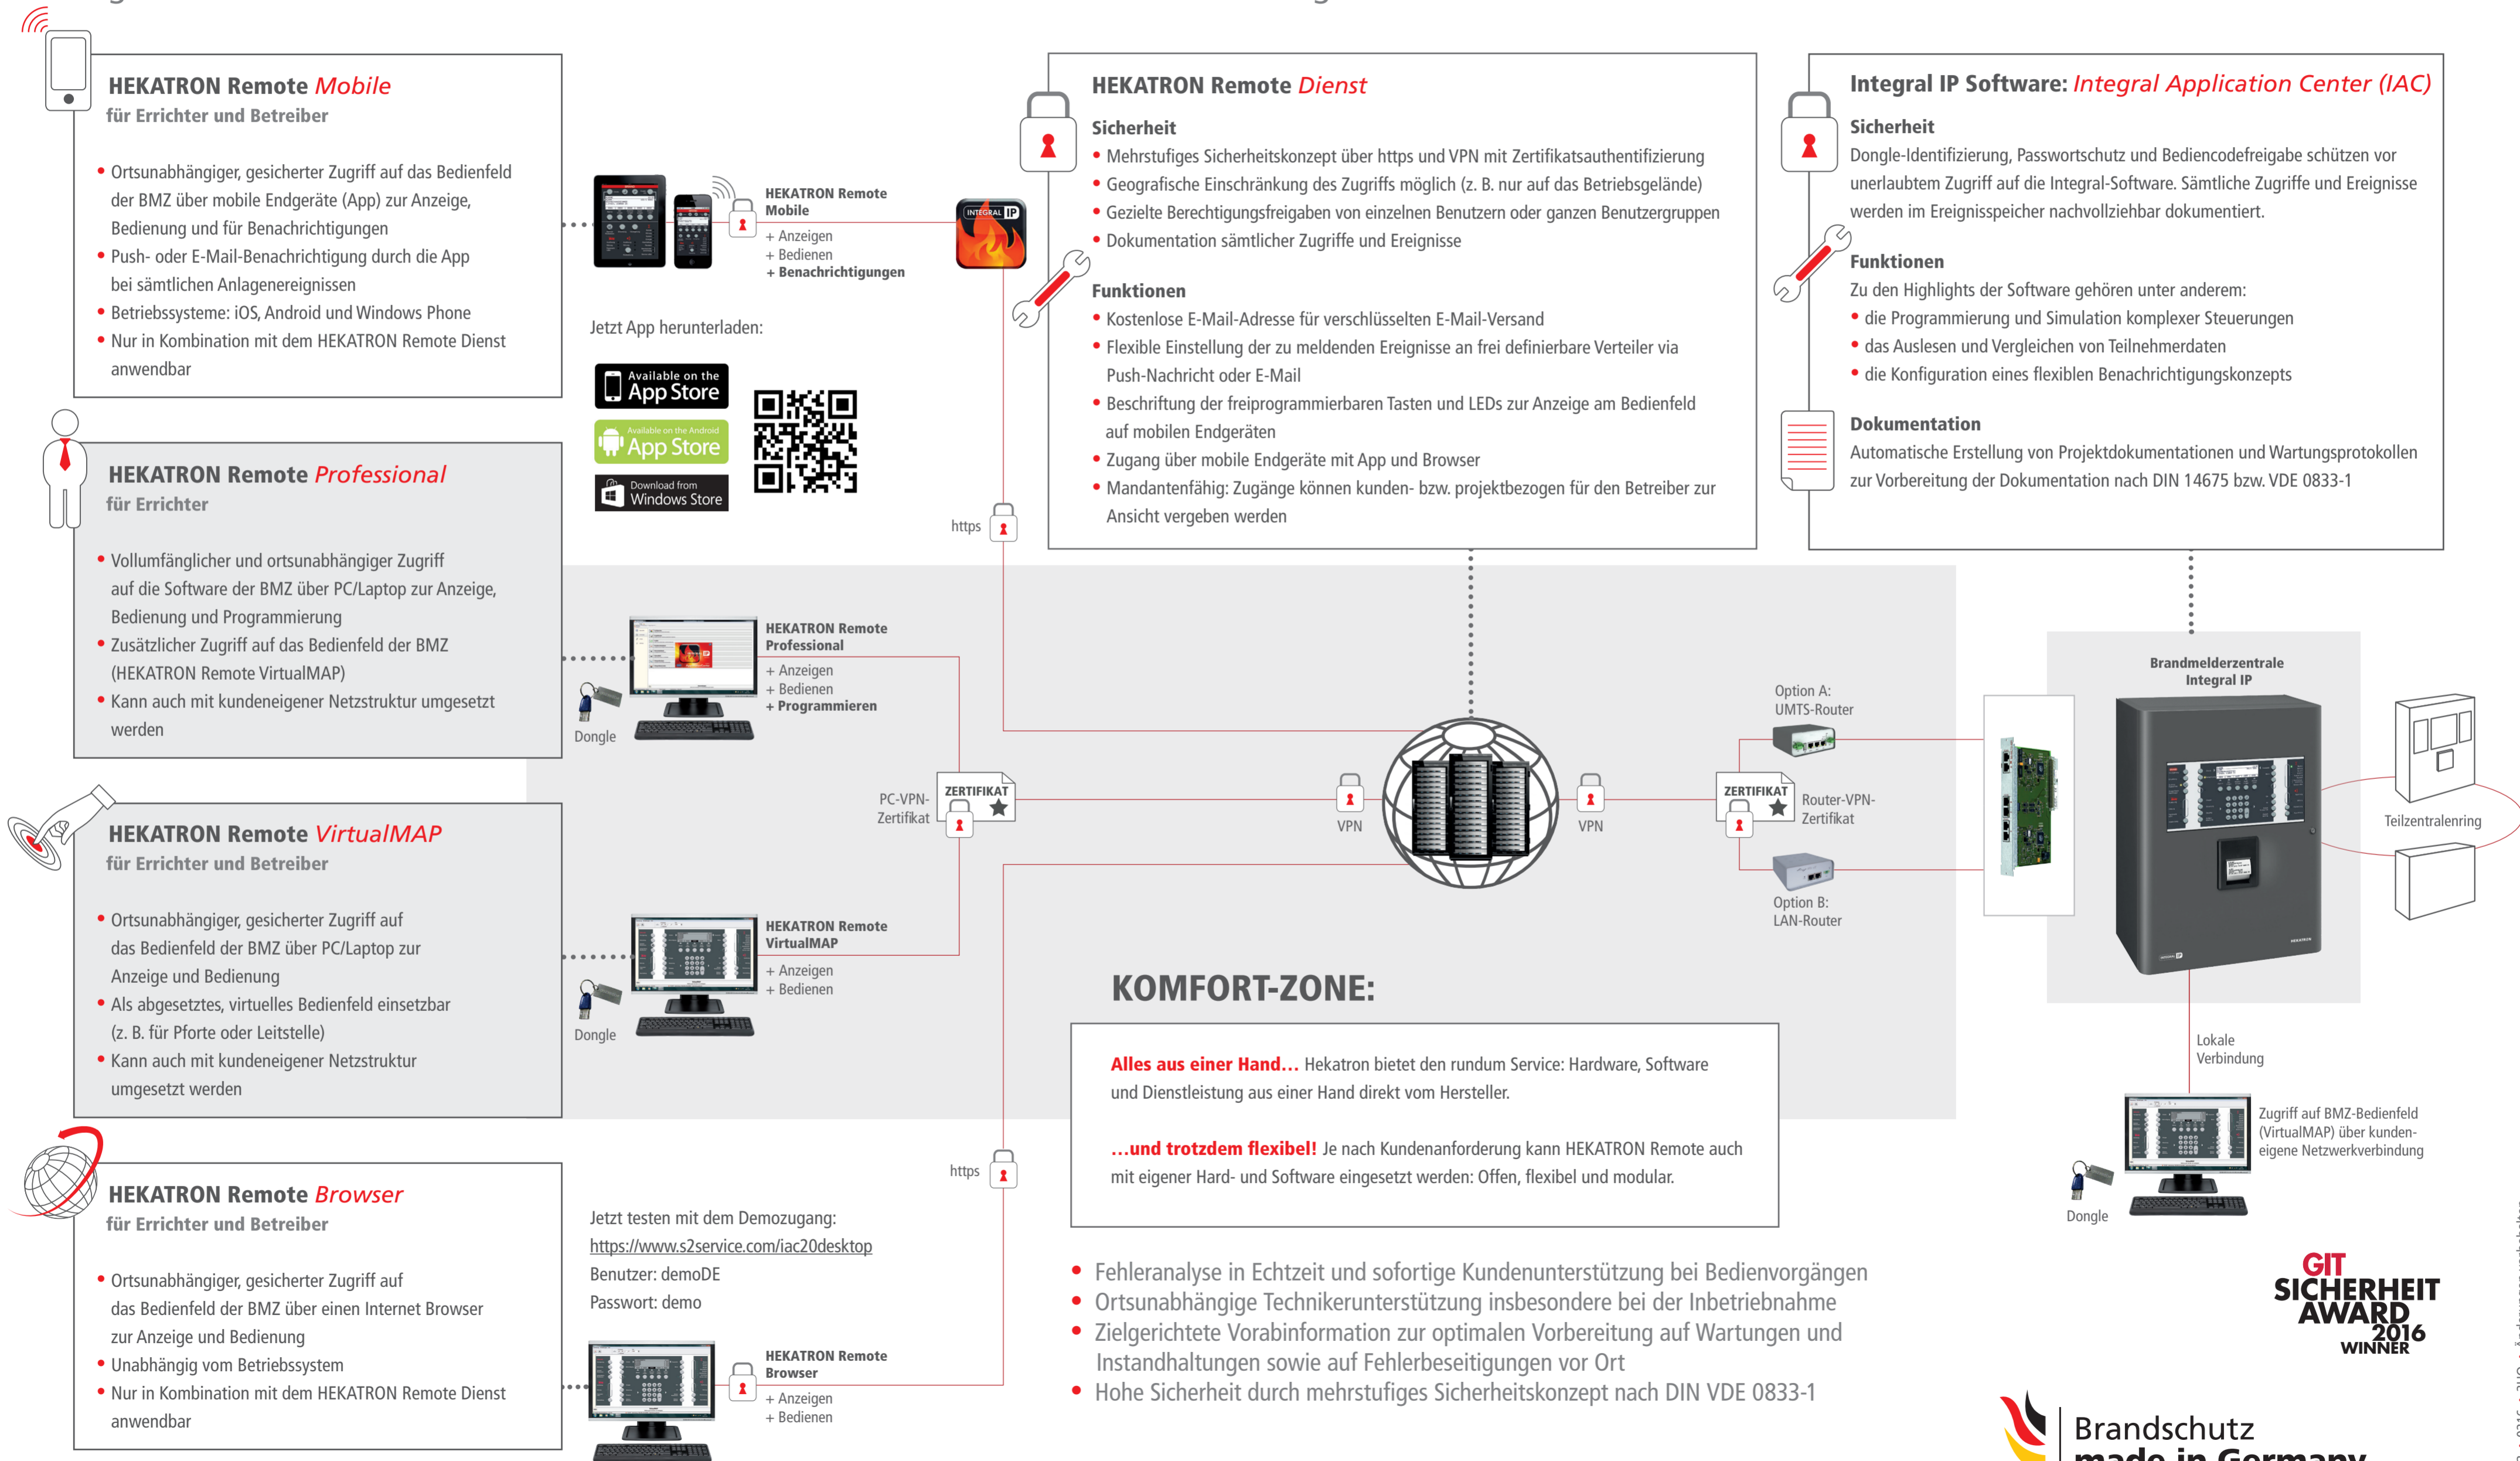 HEKATRON Remote Mobile
für Errichter und Betreiber
• Ortsunabhängiger, gesicherter Zugriff auf das Bedienfeld
der BMZ über mobile Endgeräte (App) zur Anzeige,
Bedienung und für Benachrichtigungen
• Push- oder E-Mail-Benachrichtigung durch die App
bei sämtlichen Anlagenereignissen
• Betriebssysteme: iOS, Android und Windows Phone
• Nur in Kombination mit dem HEKATRON Remote Dienst
anwendbar
HEKATRON Remote
Mobile
+ Anzeigen
+ Bedienen
+ Benachrichtigungen
INTEGRAL IP
Jetzt App herunterladen:
Available on the
App Store
Available on the Android
App Store
Download from
Windows Store
HEKATRON Remote Dienst
Sicherheit
• Mehrstufiges Sicherheitskonzept über https und VPN mit Zertifikatsauthentifizierung
• Geografische Einschränkung des Zugriffs möglich (z. B. nur auf das Betriebsgelände)
• Gezielte Berechtigungsfreigaben von einzelnen Benutzern oder ganzen Benutzergruppen
• Dokumentation sämtlicher Zugriffe und Ereignisse
Funktionen
• Kostenlose E-Mail-Adresse für verschlüsselten E-Mail-Versand
• Flexible Einstellung der zu meldenden Ereignisse an frei definierbare Verteiler via
Push-Nachricht oder E-Mail
• Beschriftung der freiprogrammierbaren Tasten und LEDs zur Anzeige am Bedienfeld
auf mobilen Endgeräten
• Zugang über mobile Endgeräte mit App und Browser
• Mandantenfähig: Zugänge können kunden- bzw. projektbezogen für den Betreiber zur
Ansicht vergeben werden
Integral IP Software: Integral Application Center (IAC)
Sicherheit
Dongle-Identifizierung, Passwortschutz und Bediencodefreigabe schützen vor
unerlaubtem Zugriff auf die Integral-Software. Sämtliche Zugriffe und Ereignisse
werden im Ereignisspeicher nachvollziehbar dokumentiert.
Funktionen
Zu den Highlights der Software gehören unter anderem:
• die Programmierung und Simulation komplexer Steuerungen
• das Auslesen und Vergleichen von Teilnehmerdaten
• die Konfiguration eines flexiblen Benachrichtigungskonzepts
Dokumentation
Automatische Erstellung von Projektdokumentationen und Wartungsprotokollen
zur Vorbereitung der Dokumentation nach DIN 14675 bzw. VDE 0833-1
HEKATRON Remote Professional
für Errichter
• Vollumfänglicher und ortsunabhängiger Zugriff
auf die Software der BMZ über PC/Laptop zur Anzeige,
Bedienung und Programmierung
• Zusätzlicher Zugriff auf das Bedienfeld der BMZ
(HEKATRON Remote VirtualMAP)
• Kann auch mit kundeneigener Netzstruktur umgesetzt
werden
Dongle
HEKATRON Remote
Professional
+ Anzeigen
+ Bedienen
+ Programmieren
https
PC-VPN-
Zertifikat
ZERTIFIKAT
VPN
VPN
ZERTIFIKAT
Router-VPN-
Zertifikat
Option A:
UMTS-Router
Option B:
LAN-Router
Brandmelderzentrale
Integral IP
INTEGRAL IP
HEKATRON
Teilzentralenring
HEKATRON Remote VirtualMAP
für Errichter und Betreiber
• Ortsunabhängiger, gesicherter Zugriff auf
das Bedienfeld der BMZ über PC/Laptop zur
Anzeige und Bedienung
• Als abgesetztes, virtuelles Bedienfeld einsetzbar
(z. B. für Pforte oder Leitstelle)
• Kann auch mit kundeneigener Netzstruktur
umgesetzt werden
Dongle
HEKATRON Remote
VirtualMAP
+ Anzeigen
+ Bedienen
KOMFORT-ZONE:
Alles aus einer Hand... Hekatron bietet den rundum Service: Hardware, Software
und Dienstleistung aus einer Hand direkt vom Hersteller.
...und trotzdem flexibel! Je nach Kundenanforderung kann HEKATRON Remote auch
mit eigener Hard- und Software eingesetzt werden: Offen, flexibel und modular.
Lokale
Verbindung
Zugriff auf BMZ-Bedienfeld
(VirtualMAP) über kunden-
eigene Netzwerkverbindung
Dongle
HEKATRON Remote Browser
für Errichter und Betreiber
• Ortsunabhängiger, gesicherter Zugriff auf
das Bedienfeld der BMZ über einen Internet Browser
zur Anzeige und Bedienung
• Unabhängig vom Betriebssystem
• Nur in Kombination mit dem HEKATRON Remote Dienst
anwendbar
https
Jetzt testen mit dem Demozugang:
https://www.s2service.com/iac20desktop
Benutzer: demoDE
Passwort: demo
HEKATRON Remote
Browser
+ Anzeigen
+ Bedienen
• Fehleranalyse in Echtzeit und sofortige Kundenunterstützung bei Bedienvorgängen
• Ortsunabhängige Technikerunterstützung insbesondere bei der Inbetriebnahme
• Zielgerichtete Vorabinformation zur optimalen Vorbereitung auf Wartungen und
Instandhaltungen sowie auf Fehlerbeseitigungen vor Ort
• Hohe Sicherheit durch mehrstufiges Sicherheitskonzept nach DIN VDE 0833-1
GIT
SICHERHEIT
AWARD
2016
WINNER
Brandschutz
made in Germany